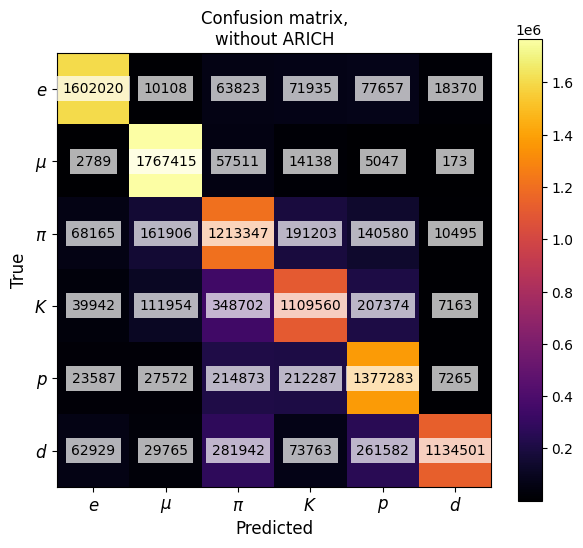 Confusion matrix,
without ARICH
1e6
e 1602020 10108 63823 71935 77657 18370
μ 2789 1767415 57511 14138 5047 173
π 68165 161906 1213347 191203 140580 10495
K 39942 111954 348702 1109560 207374 7163
p 23587 27572 214873 212287 1377283 7265
d 62929 29765 281942 73763 261582 1134501
e μ π K p d
True
Predicted
1.6
1.4
1.2
1.0
0.8
0.6
0.4
0.2